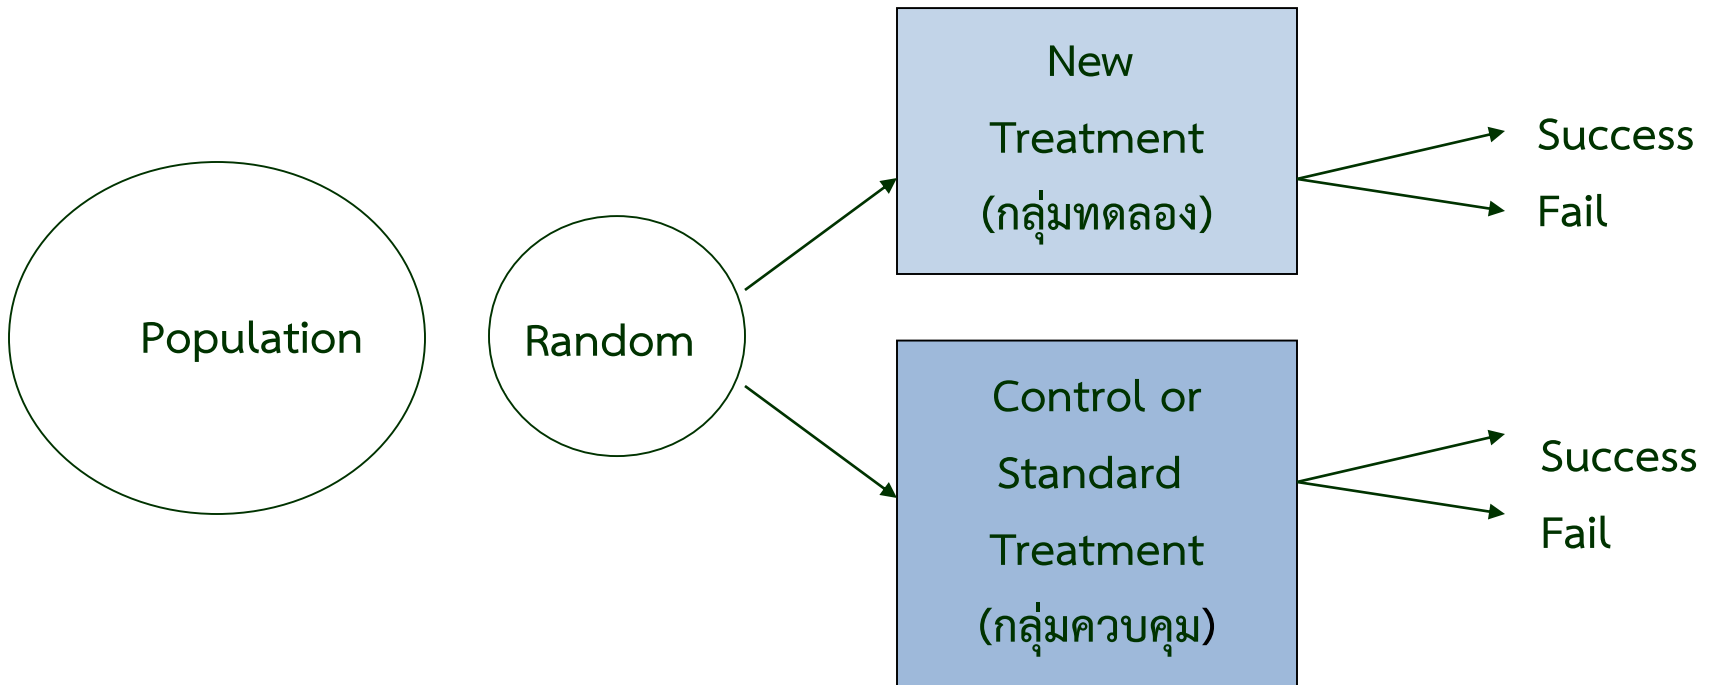 Population
Random
New
Treatment
(กลุ่มทดลอง)
Success
Fail
Control or
Standard
Treatment
(กลุ่มควบคุม)
Success
Fail